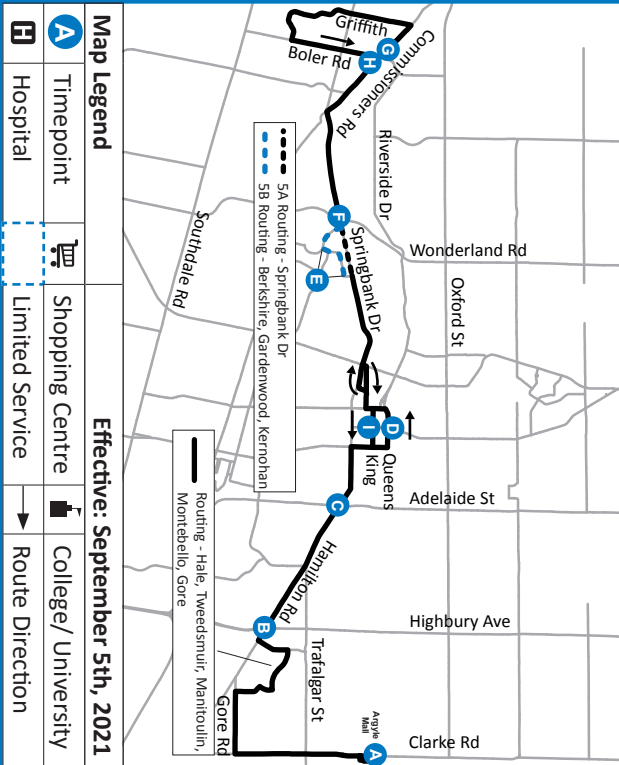 Griffith
Boler Rd
G
H
Commissioners Rd
Riverside Dr
Wonderland Rd
Oxford St
F
Springbank Dr
E
Southdale Rd
5A Routing - Springbank Dr
5B Routing - Berkshire, Gardenwood, Kernohan
D
I
Queens
King
Adelaide St
C
Hamilton Rd
Highbury Ave
B
Trafalgar St
Gore Rd
Argyle
Mall
A
Clarke Rd
Routing - Hale, Tweedsmuir, Manitoulin,
Montebello, Gore
Map Legend
Effective: September 5th, 2021
A Timepoint
Shopping Centre
College/ University
H Hospital
Limited Service
Route Direction